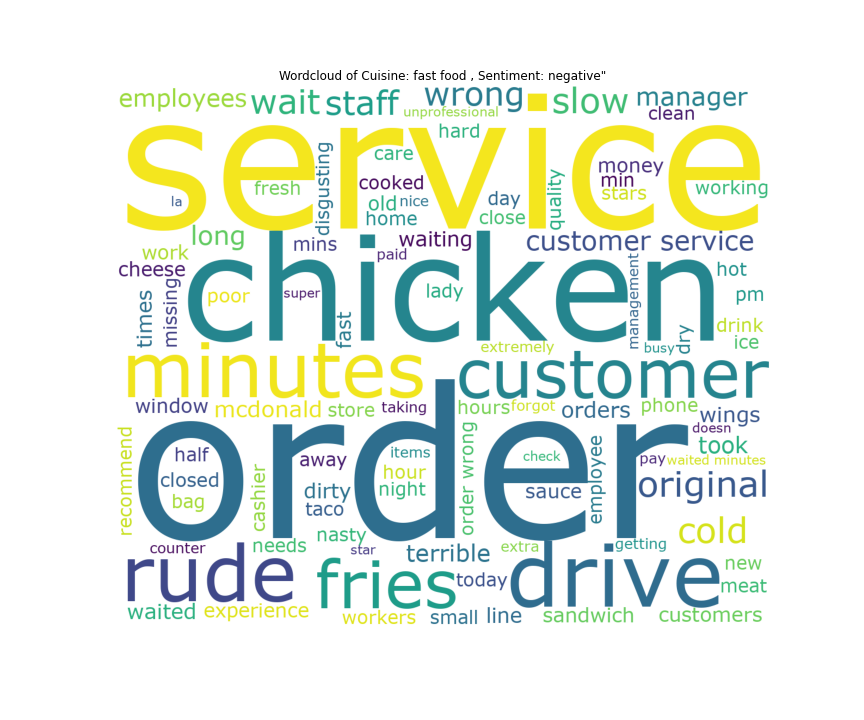 Wordcloud of Cuisine: fast food , Sentiment: negative"
employees
wait
staff
wrong
unprofessional
slow
manager
clean
service
hard
care
disgusting
fresh
cooked
la
old
nice
home
day
close
quality
money
min
stars
working
long
work
mins
waiting
paid
customer service
cheese
chicken
times
missing
poor
super
fast
lady
management
hot
pm
drink
ice
dry
busy
extremely
minutes
customer
window
mcdonald
store
taking
hours
forgot
orders
phone
wings
doesn
took
recommend
order
half
closed
bag
cashier
away
dirty
taco
items
hour
night
order wrong
check
sauce
employee
pay
waited minutes
original
cold
counter
needs
nasty
star
terrible
extra
getting
new
meat
rude
fries
today
drive
waited
experience
workers
small
line
sandwich
customers